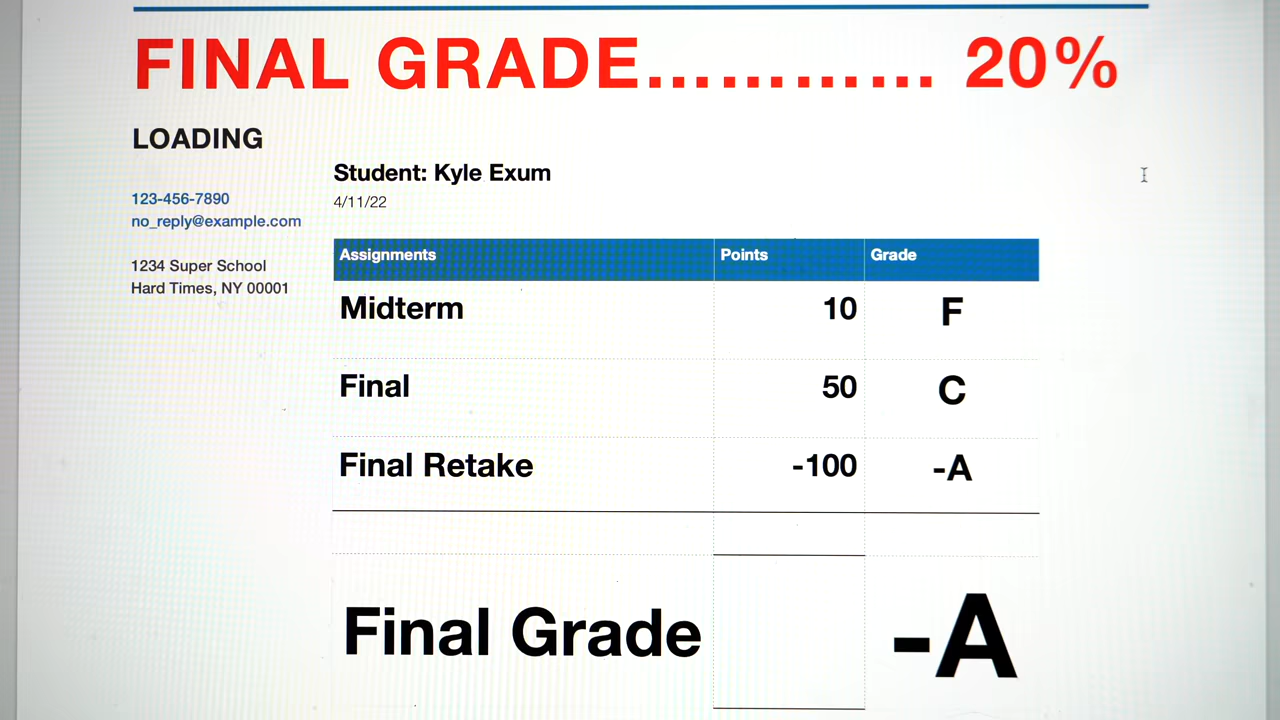 FINAL GRADE............ 20%
LOADING
Student: Kyle Exum
4/11/22
123-456-7890
no_reply@example.com
1234 Super School
Hard Times, NY 00001
Assignments Points Grade
Midterm 10 F
Final 50 C
Final Retake -100 -A
Final Grade -A